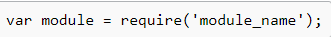 var module = require('module_name');